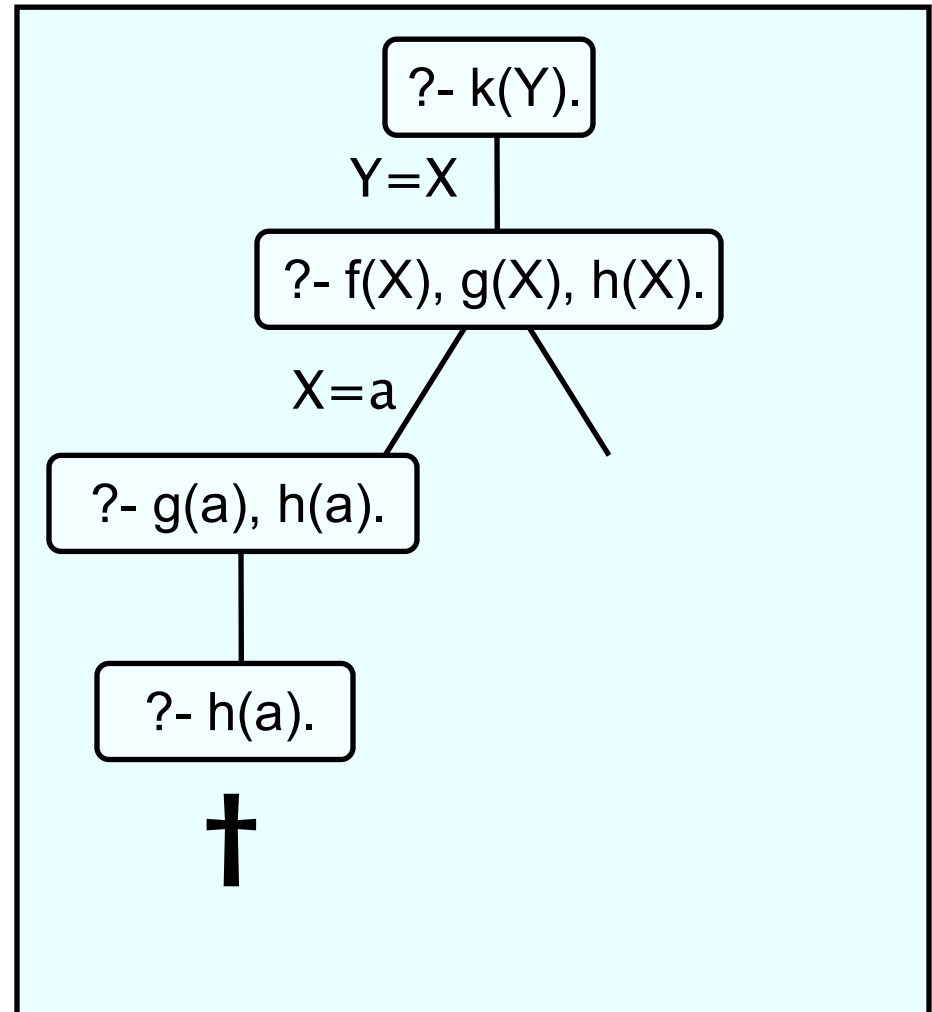 ?- k(Y).
Y=X
?- f(X), g(X), h(X).
X=a
?- g(a), h(a).
?- h(a).
†